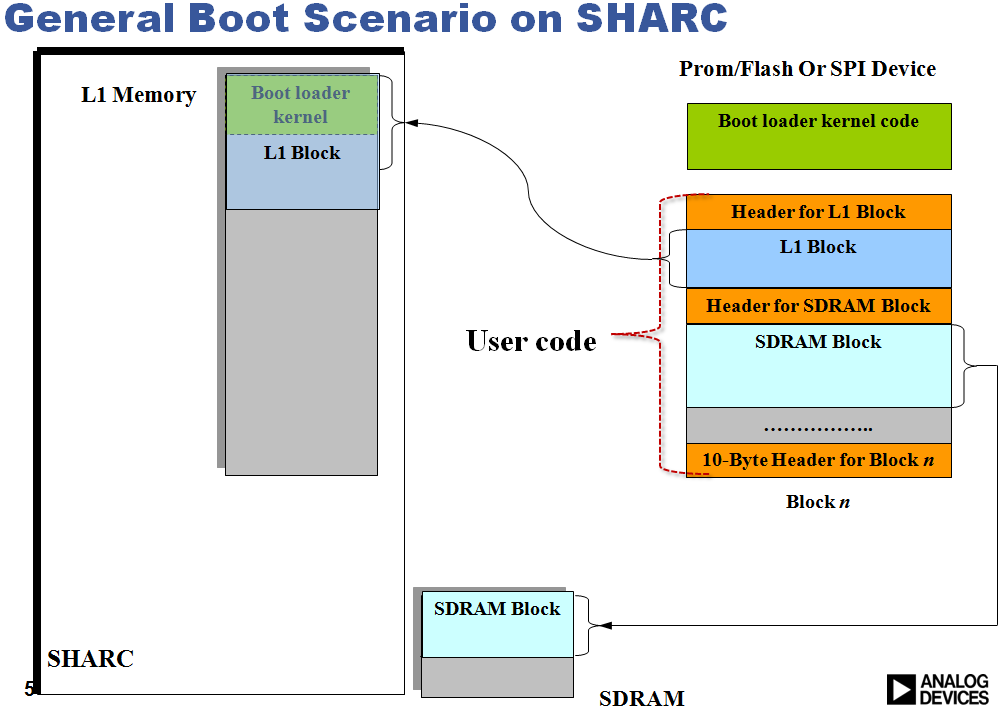 General Boot Scenario on SHARC
Prom/Flash Or SPI Device
L1 Memory
Boot loader
kernel
L1 Block
Boot loader kernel code
Header for L1 Block
L1 Block
Header for SDRAM Block
SDRAM Block
User code
……………..
10-Byte Header for Block n
Block n
SDRAM Block
SHARC
5
SDRAM
ANALOG
DEVICES